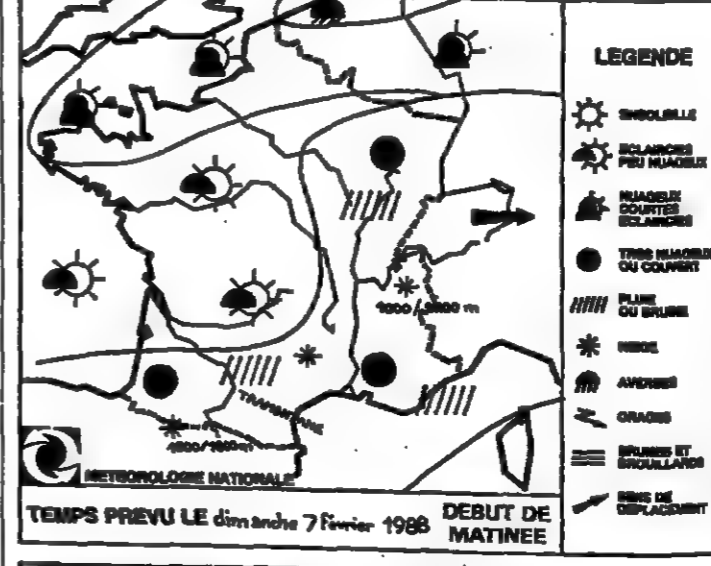 LEGENDE
ENSOLEILLE
ECLAIRCIES
PEU NUAGEUX
NUAGEUX
COURTES
ECLAIRCIES
TRES NUAGEUX
OU COUVERT
PLUIE
OU BRUINE
NEIGE
AVERSES
ORAGES
BRUMES ET
BROUILLARDS
SENS DE
DEPLACEMENT
TRAMONTANE
METEOROLOGIE NATIONALE
TEMPS PREVU LE dimanche 7 février 1988
DEBUT DE
MATINEE